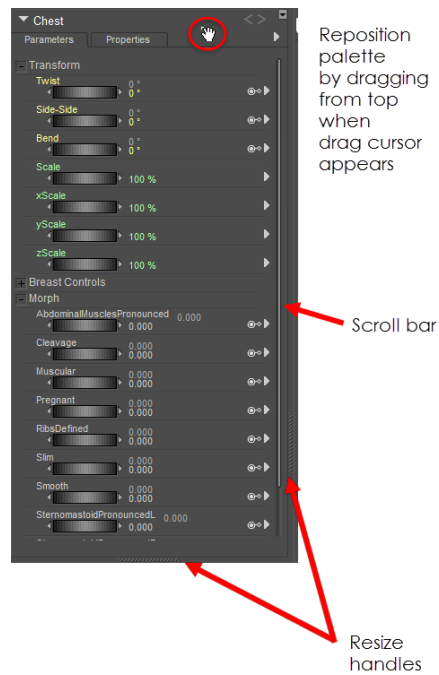 Chest
Parameters Properties
Transform
Twist
0 °
0 °
Side-Side
0 °
0 °
Bend
0 °
0 °
Scale
100 %
xScale
100 %
yScale
100 %
zScale
100 %
Breast Controls
Morph
AbdominalMusclesPronounced 0.000
0.000
Cleavage
0.000
0.000
Muscular
0.000
0.000
Pregnant
0.000
0.000
RibsDefined
0.000
0.000
Slim
0.000
0.000
Smooth
0.000
0.000
SternomastoidPronouncedL 0.000
0.000
Reposition
palette
by dragging
from top
when
drag cursor
appears
Scroll bar
Resize
handles